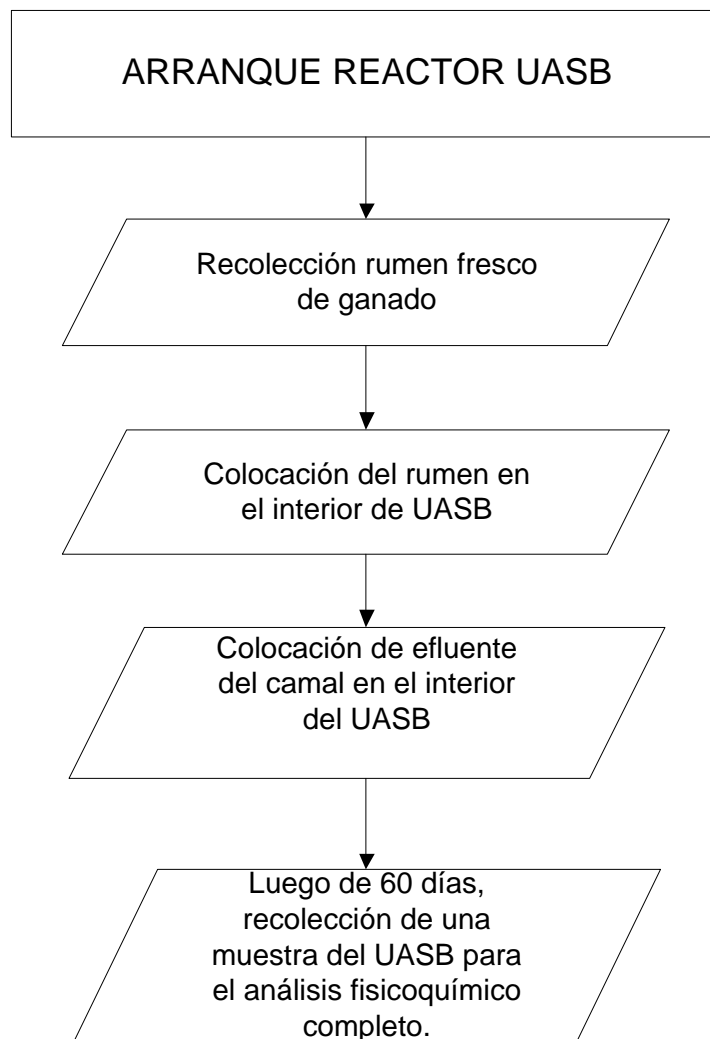 ARRANQUE REACTOR UASB
Recolección rumen fresco
de ganado
Colocación del rumen en
el interior de UASB
Colocación de efluente
del camal en el interior
del UASB
Luego de 60 días,
recolección de una
muestra del UASB para
el análisis fisicoquímico
completo.